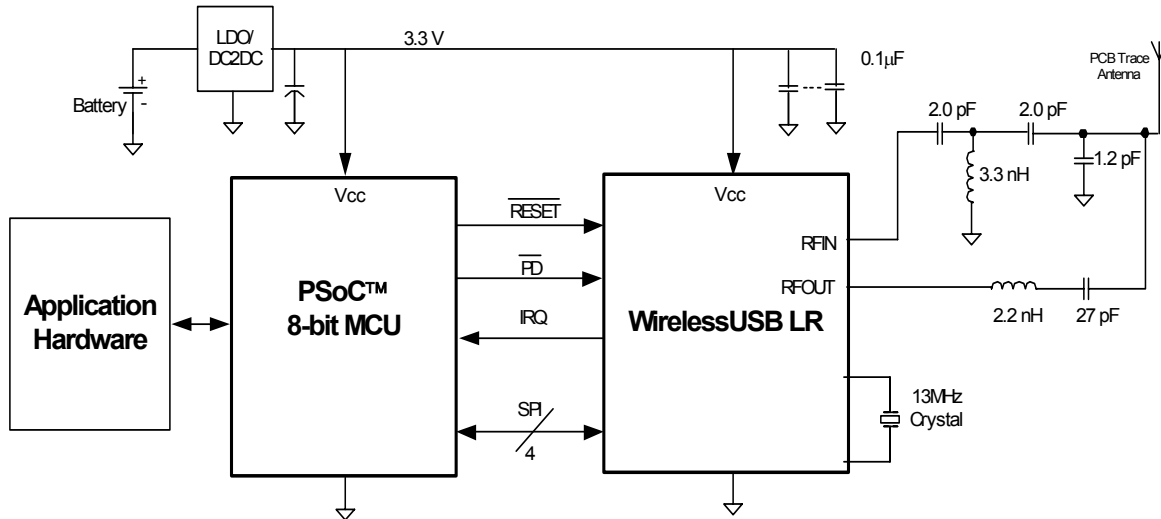 LDO/
DC2DC
3.3 V
0.1µF
PCB Trace
Antenna
+
-
Battery
2.0 pF
2.0 pF
1.2 pF
3.3 nH
Vcc
Vcc
RESET
RFIN
PD
RFOUT
Application
Hardware
PSoC™
8-bit MCU
IRQ
WirelessUSB LR
2.2 nH
27 pF
SPI
4
13MHz
Crystal